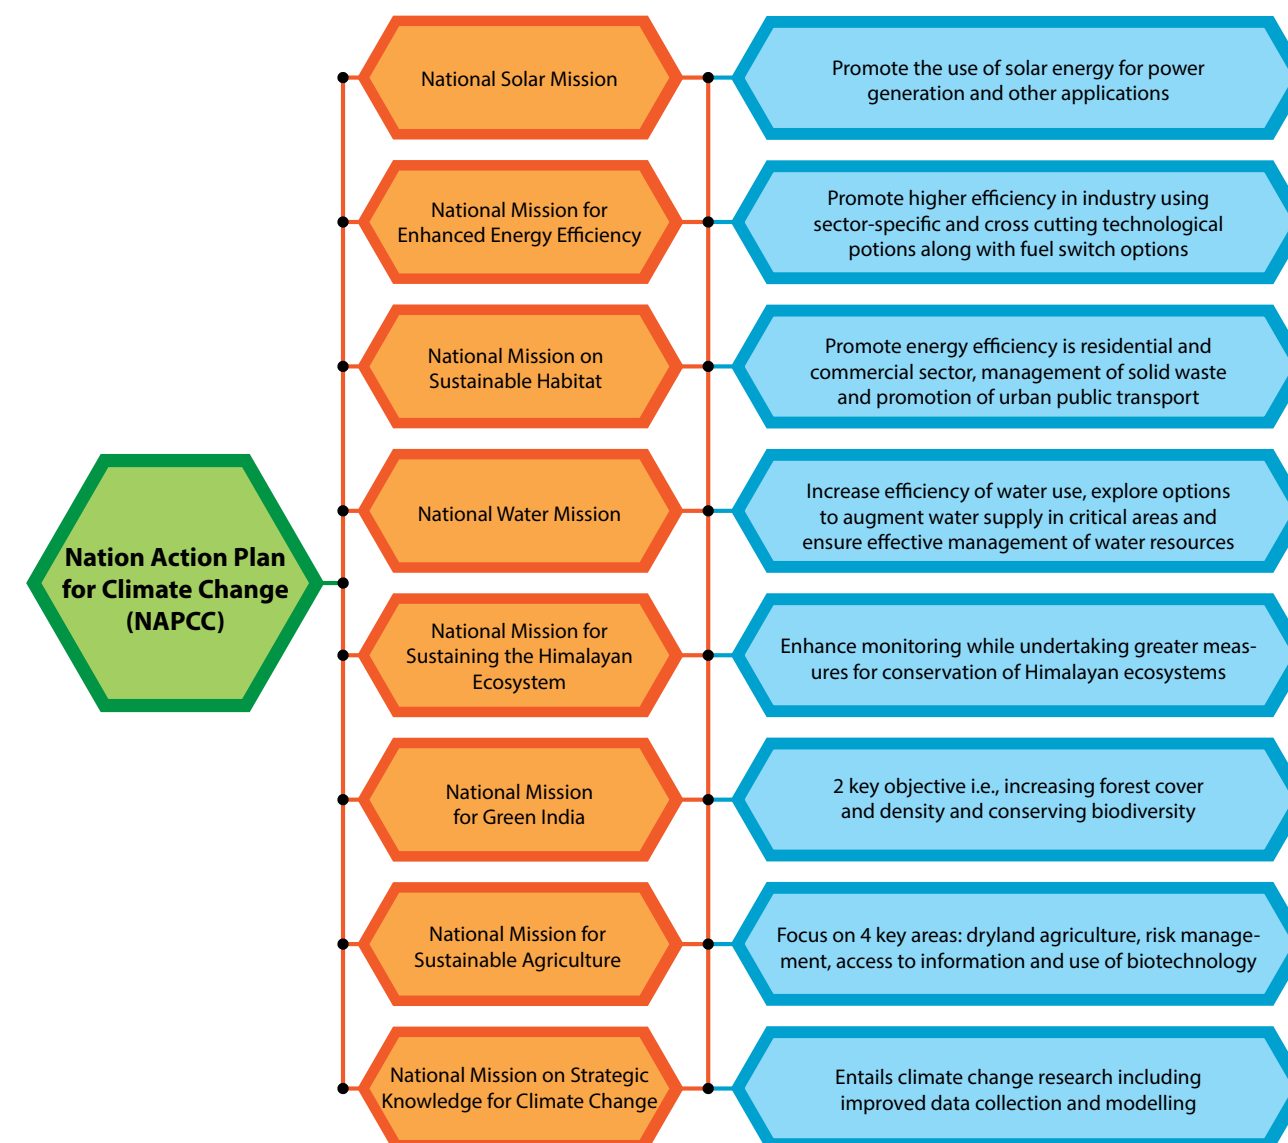 Nation Action Plan
for Climate Change
(NAPCC)
National Solar Mission
Promote the use of solar energy for power
generation and other applications
National Mission for
Enhanced Energy Efficiency
Promote higher efficiency in industry using
sector-specific and cross cutting technological
potions along with fuel switch options
National Mission on
Sustainable Habitat
Promote energy efficiency is residential and
commercial sector, management of solid waste
and promotion of urban public transport
National Water Mission
Increase efficiency of water use, explore options
to augment water supply in critical areas and
ensure effective management of water resources
National Mission for
Sustaining the Himalayan
Ecosystem
Enhance monitoring while undertaking greater meas-
ures for conservation of Himalayan ecosystems
National Mission
for Green India
2 key objective i.e., increasing forest cover
and density and conserving biodiversity
National Mission for
Sustainable Agriculture
Focus on 4 key areas: dryland agriculture, risk manage-
ment, access to information and use of biotechnology
National Mission on Strategic
Knowledge for Climate Change
Entails climate change research including
improved data collection and modelling